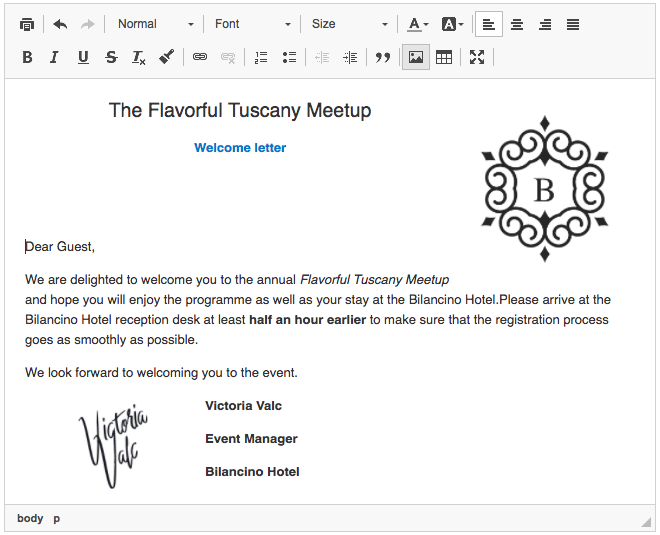 Normal Font Size A A
B I U S Tx
The Flavorful Tuscany Meetup
Welcome letter
B
Dear Guest,
We are delighted to welcome you to the annual Flavorful Tuscany Meetup
and hope you will enjoy the programme as well as your stay at the Bilancino Hotel.Please arrive at the
Bilancino Hotel reception desk at least half an hour earlier to make sure that the registration process
goes as smoothly as possible.
We look forward to welcoming you to the event.
Victoria Valc
Victoria
Valc
Event Manager
Bilancino Hotel
body p